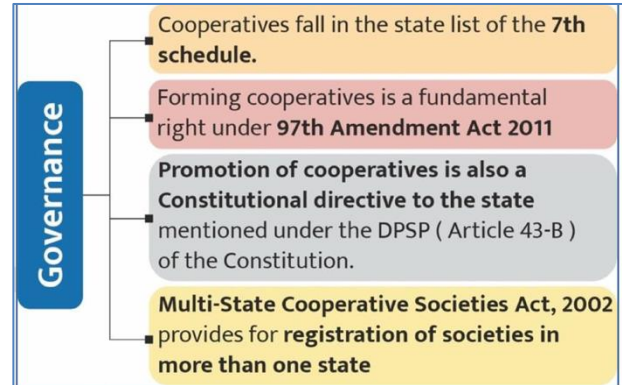 Governance
Cooperatives fall in the state list of the 7th
schedule.
Forming cooperatives is a fundamental
right under 97th Amendment Act 2011
Promotion of cooperatives is also a
Constitutional directive to the state
mentioned under the DPSP ( Article 43-B )
of the Constitution.
Multi-State Cooperative Societies Act, 2002
provides for registration of societies in
more than one state